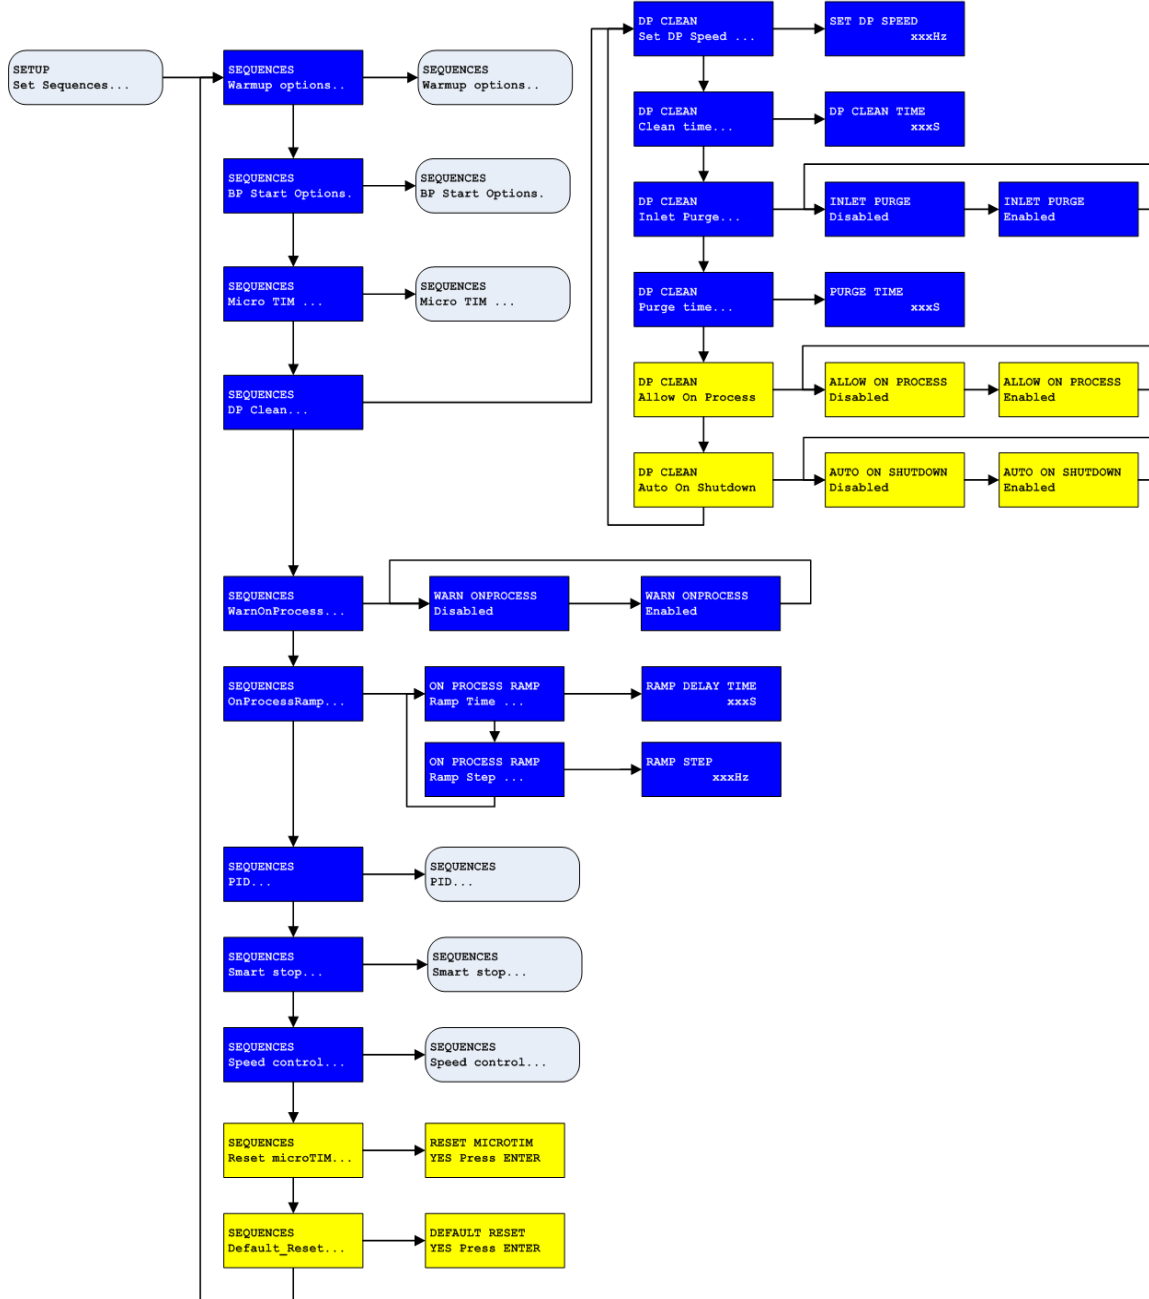 SETUP
Set Sequences...
SEQUENCES
Warmup options..
SEQUENCES
Warmup options..
SEQUENCES
BP Start Options.
SEQUENCES
BP Start Options.
SEQUENCES
Micro TIM ...
SEQUENCES
Micro TIM ...
SEQUENCES
DP Clean...
DP CLEAN
Set DP Speed ...
SET DP SPEED
xxxHz
DP CLEAN
Clean time...
DP CLEAN TIME
xxxS
DP CLEAN
Inlet Purge...
INLET PURGE
Disabled
INLET PURGE
Enabled
DP CLEAN
Purge time...
PURGE TIME
xxxS
DP CLEAN
Allow On Process
ALLOW ON PROCESS
Disabled
ALLOW ON PROCESS
Enabled
DP CLEAN
Auto On Shutdown
AUTO ON SHUTDOWN
Disabled
AUTO ON SHUTDOWN
Enabled
SEQUENCES
WarnOnProcess...
WARN ONPROCESS
Disabled
WARN ONPROCESS
Enabled
SEQUENCES
OnProcessRamp...
ON PROCESS RAMP
Ramp Time ...
RAMP DELAY TIME
xxxS
ON PROCESS RAMP
Ramp Step ...
RAMP STEP
xxxHz
SEQUENCES
PID...
SEQUENCES
PID...
SEQUENCES
Smart stop...
SEQUENCES
Smart stop...
SEQUENCES
Speed control...
SEQUENCES
Speed control...
SEQUENCES
Reset microTIM...
RESET MICROTIM
YES Press ENTER
SEQUENCES
Default_Reset...
DEFAULT RESET
YES Press ENTER